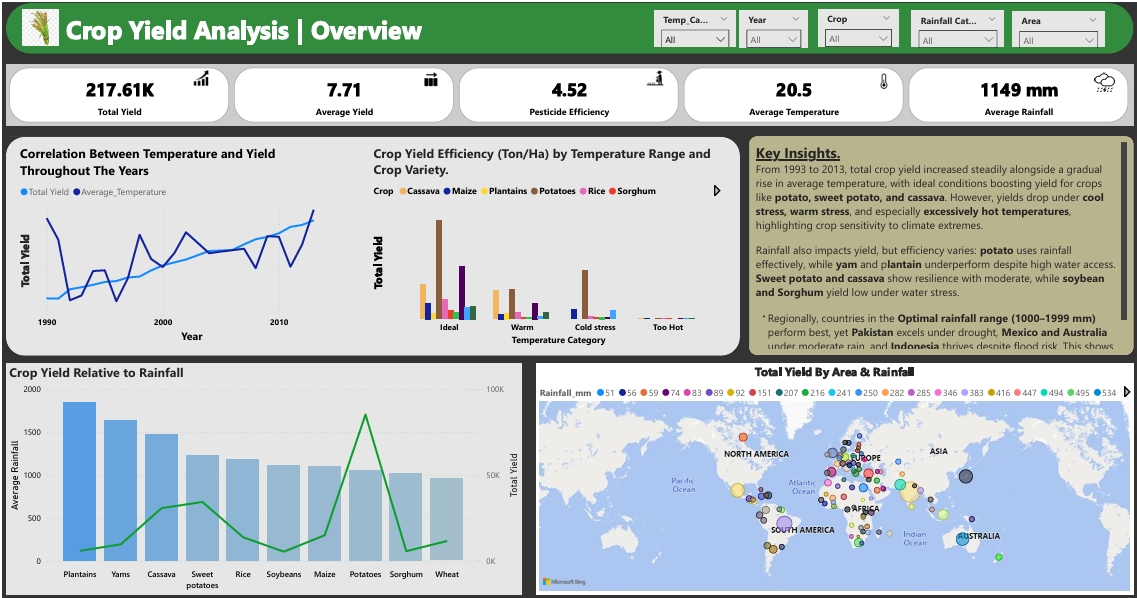 Crop Yield Analysis | Overview
Temp_Ca...
All
Year
All
Crop
All
Rainfall Cat...
All
Area
All
217.61K
Total Yield
7.71
Average Yield
4.52
Pesticide Efficiency
20.5
Average Temperature
1149 mm
Average Rainfall
Correlation Between Temperature and Yield
Throughout The Years
Total Yield Average_Temperature
Total Yield
1990 2000 2010
Year
Crop Yield Efficiency (Ton/Ha) by Temperature Range and
Crop Variety.
Crop Cassava Maize Plantains Potatoes Rice Sorghum
Total Yield
Ideal Warm Cold stress Too Hot
Temperature Category
Key Insights.
From 1993 to 2013, total crop yield increased steadily alongside a gradual
rise in average temperature, with ideal conditions boosting yield for crops
like potato, sweet potato, and cassava. However, yields drop under cool
stress, warm stress, and especially excessively hot temperatures,
highlighting crop sensitivity to climate extremes.
Rainfall also impacts yield, but efficiency varies: potato uses rainfall
effectively, while yam and plantain underperform despite high water access.
Sweet potato and cassava show resilience with moderate, while soybean
and Sorghum yield low under water stress.
• Regionally, countries in the Optimal rainfall range (1000–1999 mm)
perform best, yet Pakistan excels under drought, Mexico and Australia
under moderate rain, and Indonesia thrives despite flood risk. This shows
Crop Yield Relative to Rainfall
Average Rainfall
2000
1500
1000
500
0
100K
50K
0K
Total Yield
Plantains Yams Cassava Sweet potatoes Rice Soybeans Maize Potatoes Sorghum Wheat
Total Yield By Area & Rainfall
Rainfall_mm 51 56 59 74 83 89 92 151 207 216 241 250 282 285 346 383 416 447 494 495 534
NORTH AMERICA
EUROPE
ASIA
Pacific
Ocean
Atlantic
Ocean
AFRICA
SOUTH AMERICA
Indian
Ocean
AUSTRALIA
Microsoft Bing